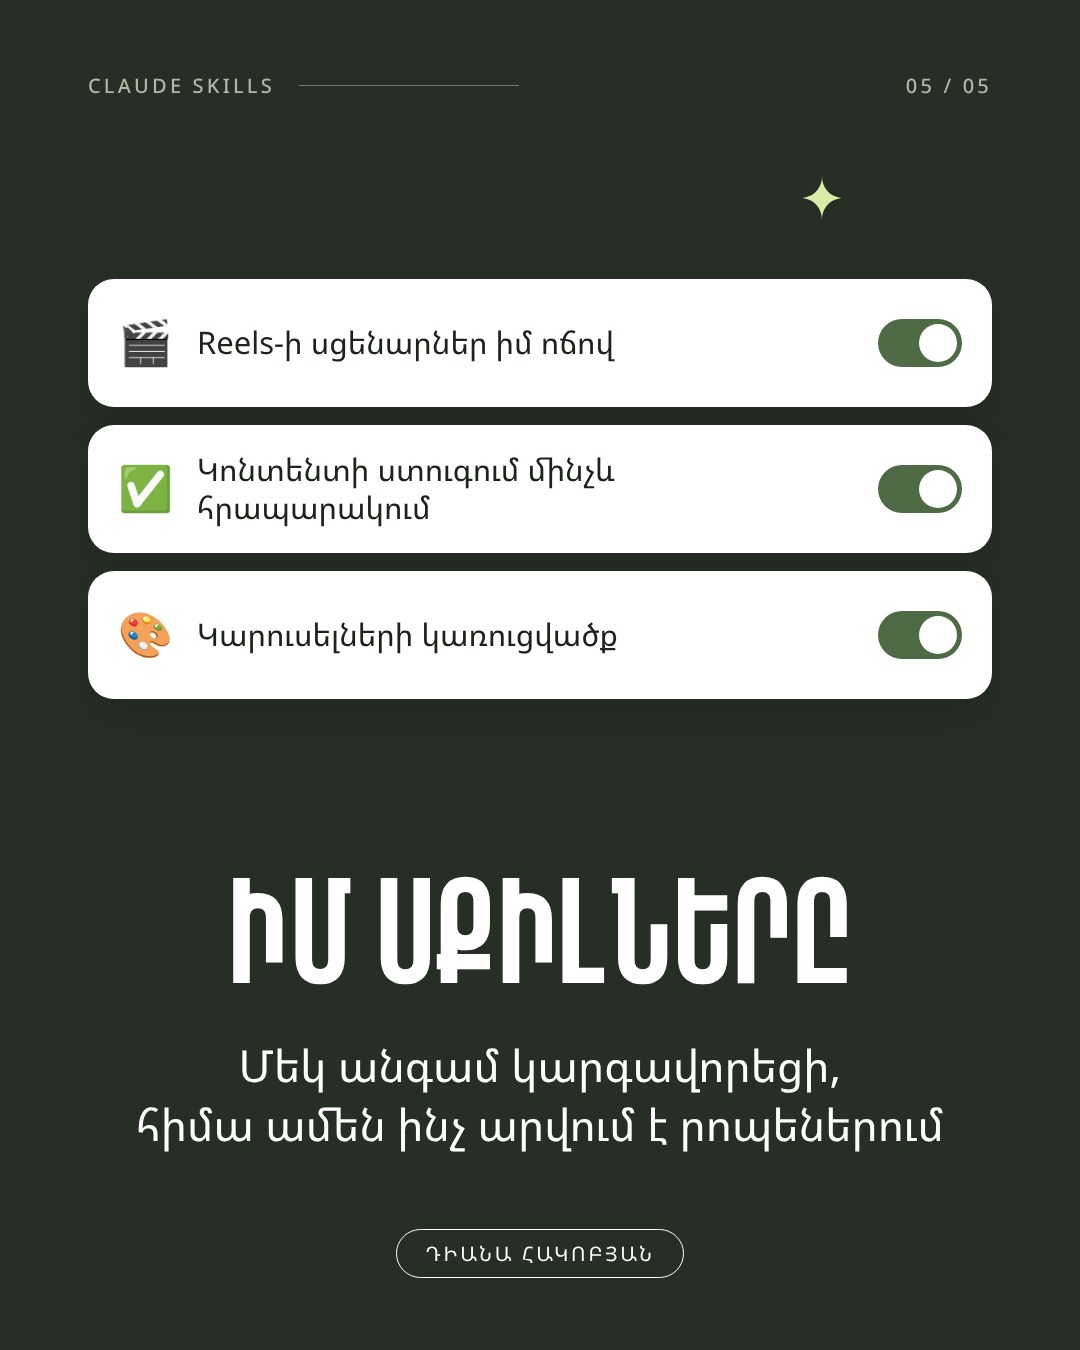 CLAUDE SKILLS
05 / 05
Reels-ի սցենարներ իմ ոճով
Կոնտենտի ստուգում մինչև
հրապարակում
Կարուսելների կառուցվածք
ԻՄ ՍՔԻԼՆԵՐԸ
Մեկ անգամ կարգավորեցի,
հիմա ամեն ինչ արվում է րոպեներում
ԴԻԱՆԱ ՀԱԿՈԲՅԱՆ